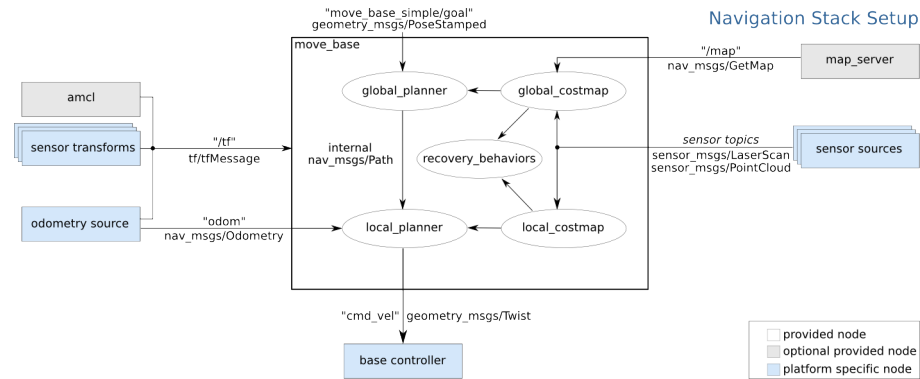 Navigation Stack Setup
"move_base_simple/goal"
geometry_msgs/PoseStamped
move_base
"/map"
nav_msgs/GetMap
map_server
global_planner
global_costmap
amcl
sensor transforms
"/tf"
tf/tfMessage
internal
nav_msgs/Path
recovery_behaviors
sensor topics
sensor_msgs/LaserScan
sensor_msgs/PointCloud
sensor sources
odometry source
"odom"
nav_msgs/Odometry
local_planner
local_costmap
"cmd_vel" geometry_msgs/Twist
base controller
provided node
optional provided node
platform specific node